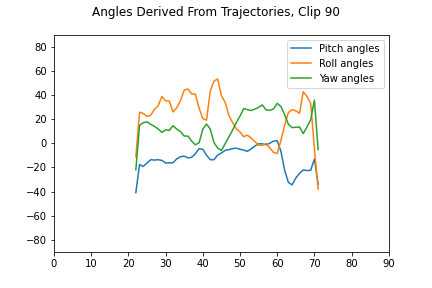 Angles Derived From Trajectories, Clip 90
Pitch angles
Roll angles
Yaw angles
80
60
40
20
0
−20
−40
−60
−80
0 10 20 30 40 50 60 70 80 90